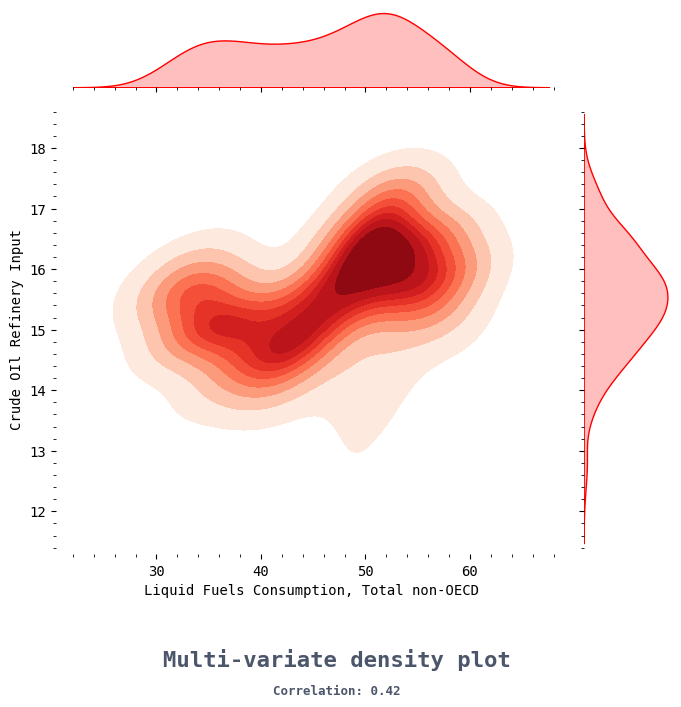 18
17
16
15
14
13
12
Crude OIl Refinery Input
30 40 50 60
Liquid Fuels Consumption, Total non-OECD
Multi-variate density plot
Correlation: 0.42